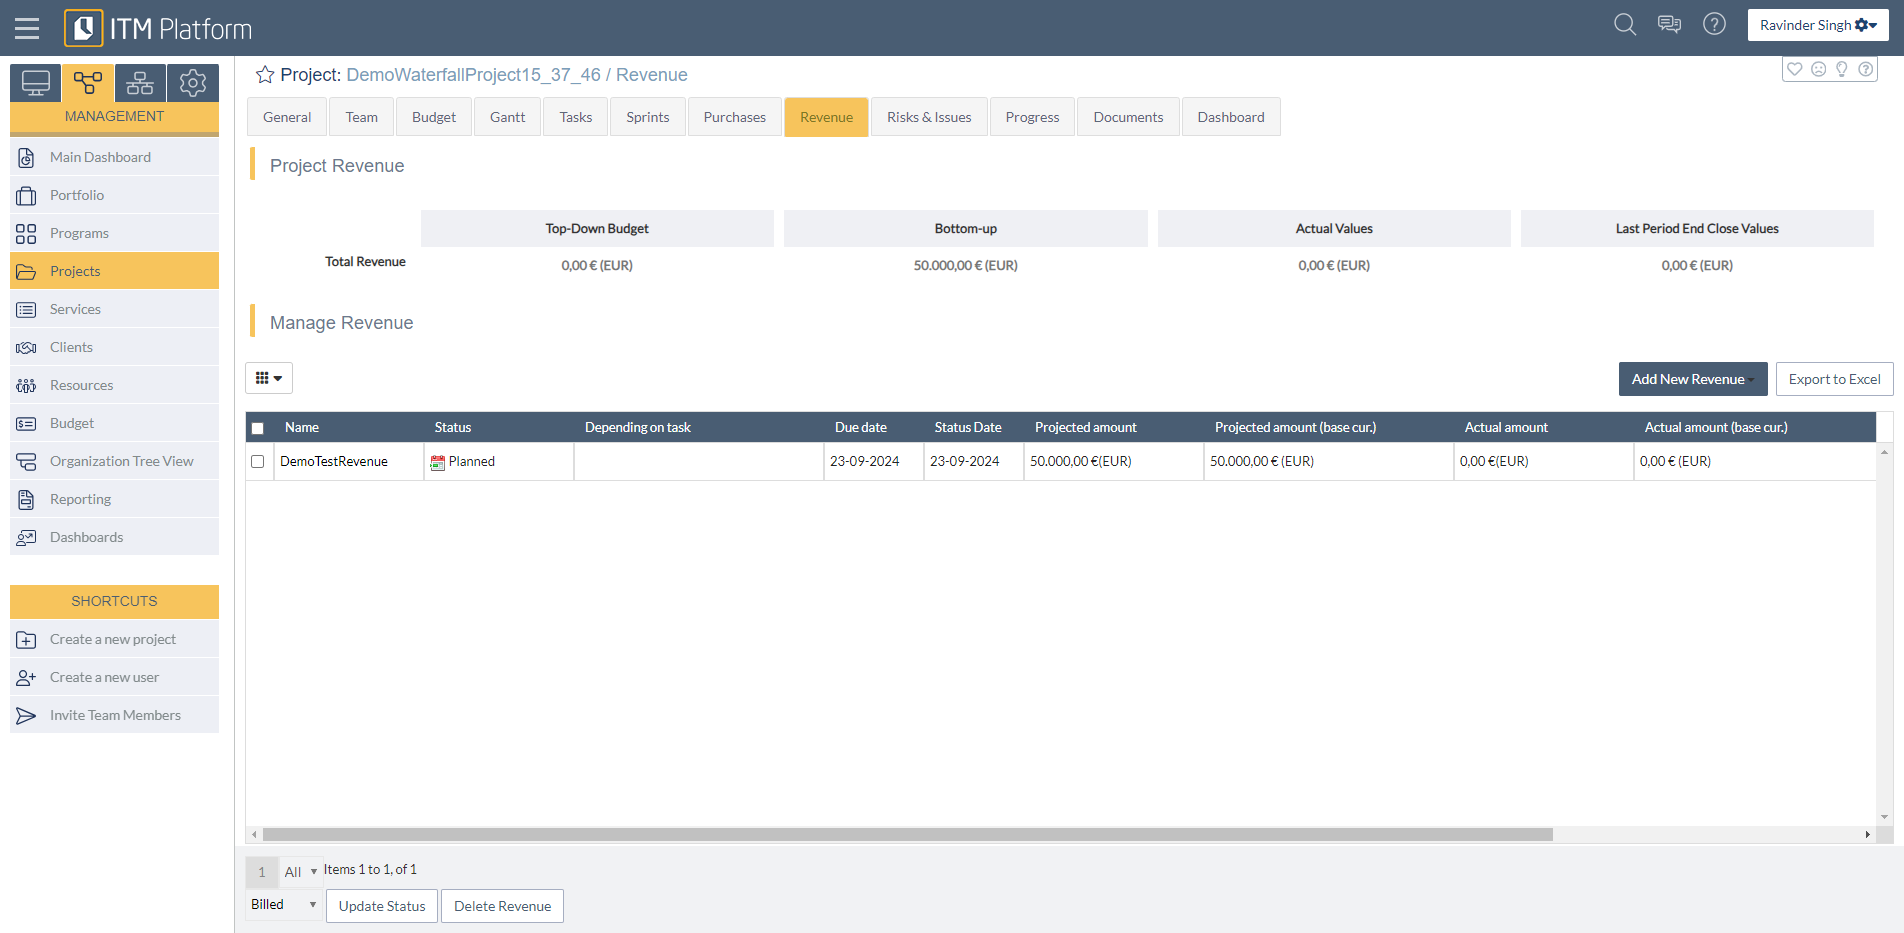 ITM Platform
Ravinder Singh
MANAGEMENT
Main Dashboard
Portfolio
Programs
Projects
Services
Clients
Resources
Budget
Organization Tree View
Reporting
Dashboards
SHORTCUTS
Create a new project
Create a new user
Invite Team Members
Project: DemoWaterfallProject15_37_46 / Revenue
General Team Budget Gantt Tasks Sprints Purchases Revenue Risks & Issues Progress Documents Dashboard
Project Revenue
Top-Down Budget Bottom-up Actual Values Last Period End Close Values
Total Revenue 0,00 € (EUR) 50.000,00 € (EUR) 0,00 € (EUR) 0,00 € (EUR)
Manage Revenue
Add New Revenue Export to Excel
Name Status Depending on task Due date Status Date Projected amount Projected amount (base cur.) Actual amount Actual amount (base cur.)
DemoTestRevenue Planned 23-09-2024 23-09-2024 50.000,00 €(EUR) 50.000,00 € (EUR) 0,00 €(EUR) 0,00 € (EUR)
1 All Items 1 to 1, of 1
Billed Update Status Delete Revenue